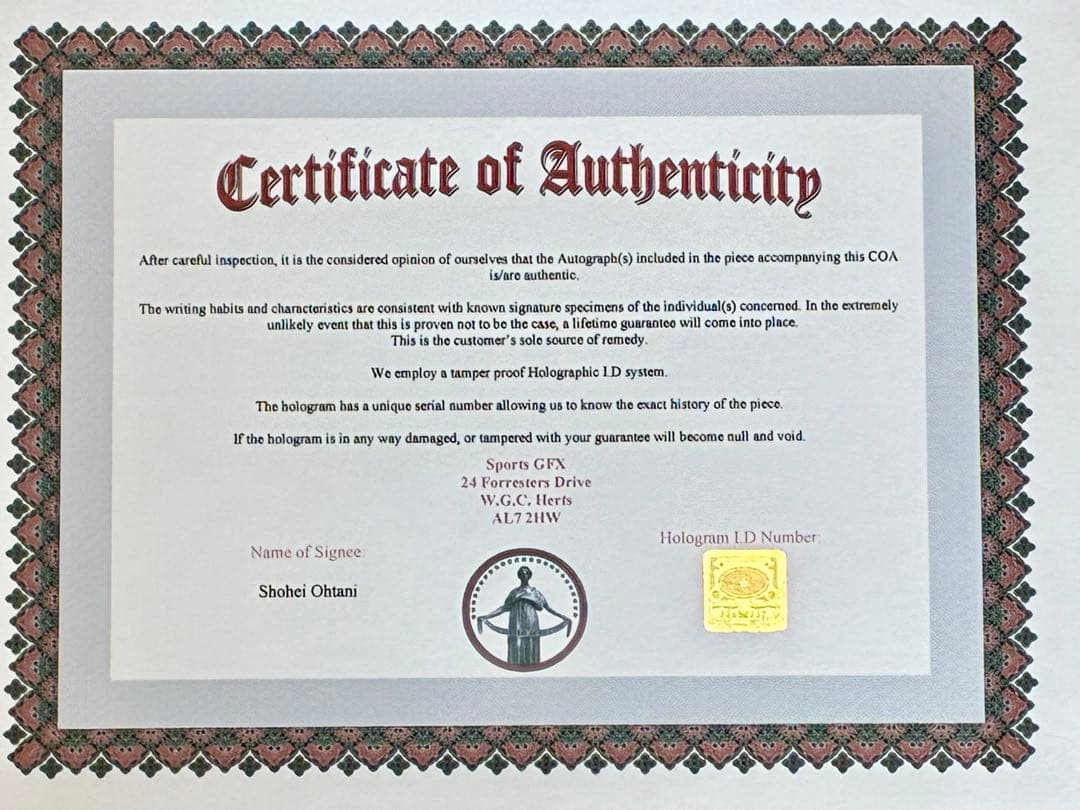 Certificate of Authenticity
After careful inspection, it is the considered opinion of ourselves that the Autograph(s) included in the piece accompanying this COA
is/are authentic.
The writing habits and characteristics are consistent with known signature specimens of the individual(s) concerned. In the extremely
unlikely event that this is proven not to be the case, a lifetime guarantee will come into place.
This is the customer's sole source of remedy.
We employ a tamper proof Holographic I.D system.
The hologram has a unique serial number allowing us to know the exact history of the piece.
If the hologram is in any way damaged, or tampered with your guarantee will become null and void.
Sports GFX
24 Forresters Drive
W.G.C. Herts
AL7 2HW
Name of Signee:
Hologram I.D Number:
Shohei Ohtani